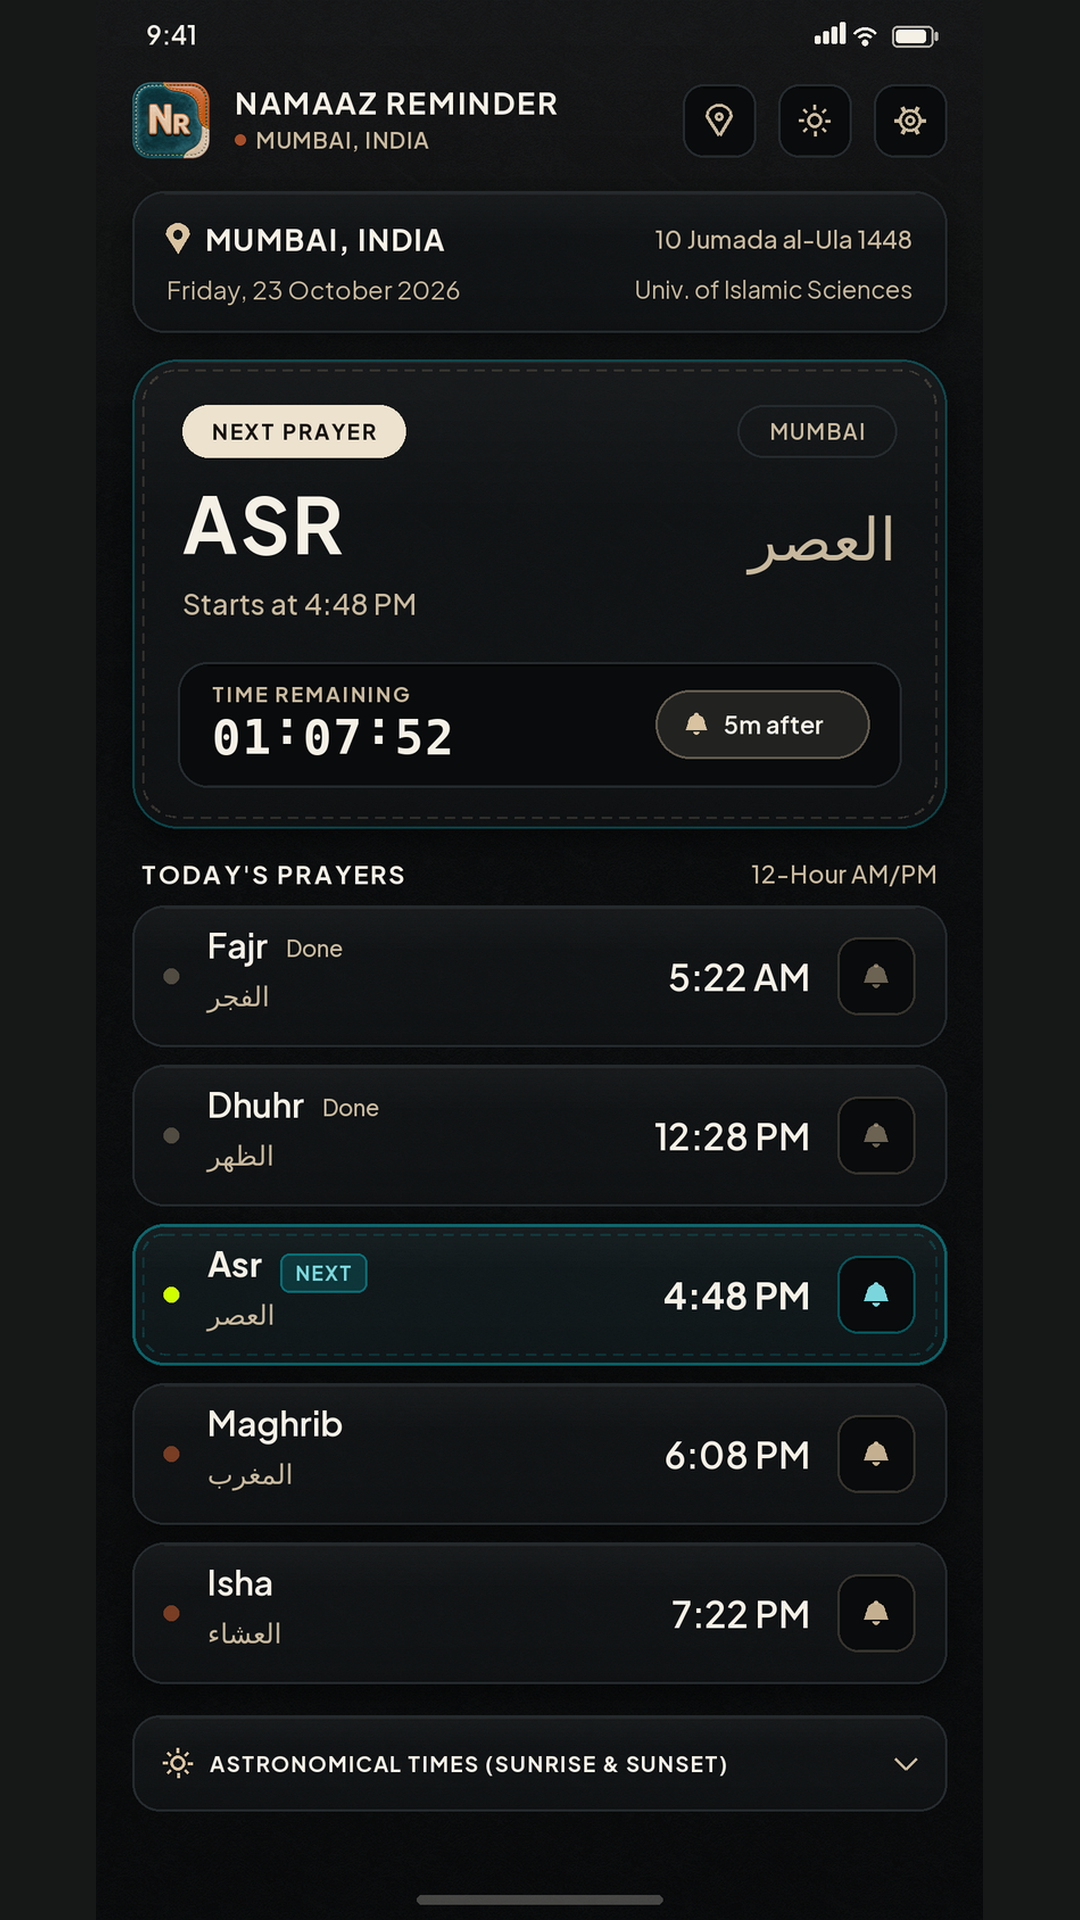 9:41
NR
NAMAAZ REMINDER
MUMBAI, INDIA
MUMBAI, INDIA
10 Jumada al-Ula 1448
Friday, 23 October 2026
Univ. of Islamic Sciences
NEXT PRAYER
MUMBAI
ASR
العصر
Starts at 4:48 PM
TIME REMAINING
01:07:52
5m after
TODAY'S PRAYERS
12-Hour AM/PM
Fajr Done
الفجر
5:22 AM
Dhuhr Done
الظهر
12:28 PM
Asr NEXT
العصر
4:48 PM
Maghrib
المغرب
6:08 PM
Isha
العشاء
7:22 PM
ASTRONOMICAL TIMES (SUNRISE & SUNSET)